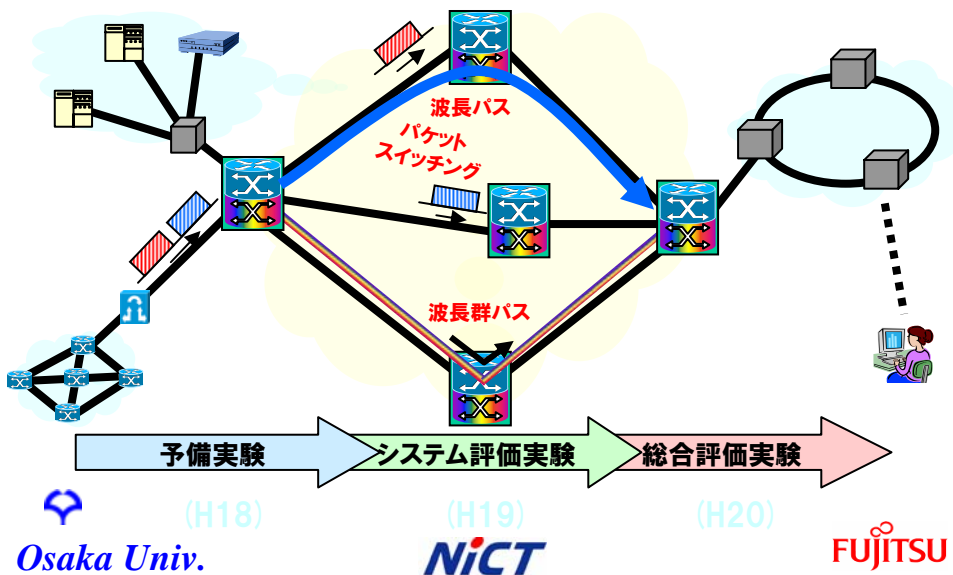 波長パス
パケット
スイッチング
波長群パス
予備実験
システム評価実験
総合評価実験
(H18)
(H19)
(H20)
Osaka Univ.
NiCT
FUJITSU